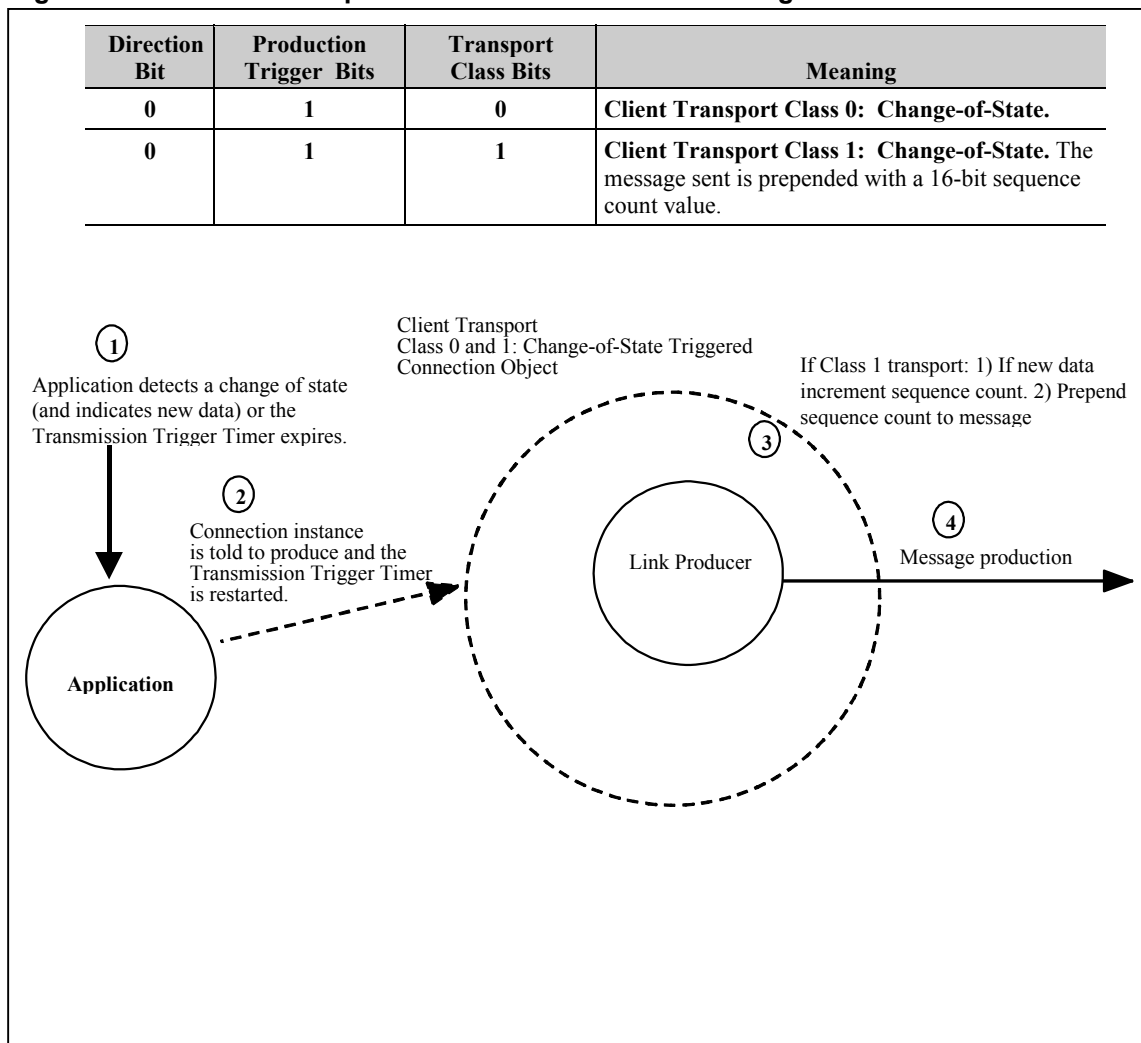 Direction Bit
Production Trigger Bits
Transport Class Bits
Meaning
0 1 0 Client Transport Class 0: Change-of-State.
0 1 1 Client Transport Class 1: Change-of-State. The
message sent is prepended with a 16-bit sequence
count value.
Client Transport
Class 0 and 1: Change-of-State Triggered
Connection Object
1
Application detects a change of state
(and indicates new data) or the
Transmission Trigger Timer expires.
If Class 1 transport: 1) If new data
increment sequence count. 2) Prepend
sequence count to message
3
2
Connection instance
is told to produce and the
Transmission Trigger Timer
is restarted.
4
Message production
Link Producer
Application